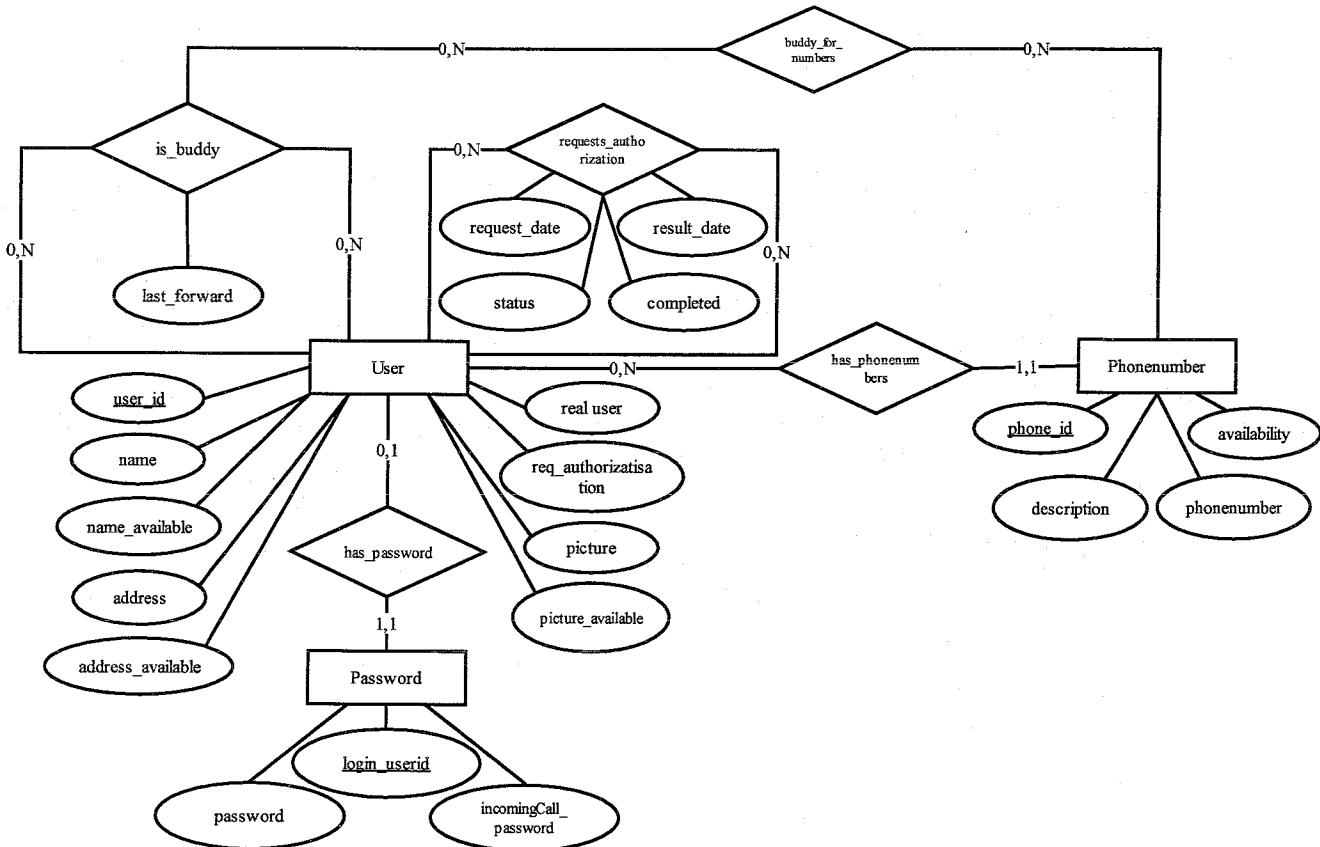 0,N
buddy_for_
numbers
0,N
is_buddy
0,N
requests_autho
rization
request_date
result_date
0,N
0,N
0,N
last_forward
status
completed
User
0,N
has_phonenum
bers
1,1
Phonenumber
user_id
real user
phone_id
availability
name
0,1
req_authorizatisa
tion
name_available
description
phonenumber
has_password
picture
address
picture_available
1,1
address_available
Password
login_userid
password
incomingCall_
password